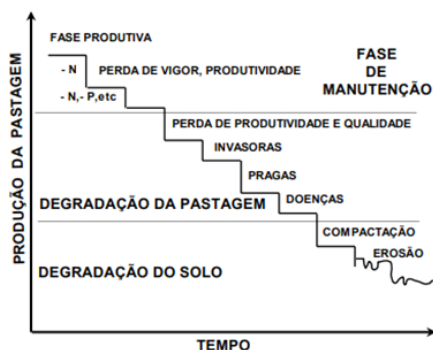 FASE PRODUTIVA
- N
PERDA DE VIGOR, PRODUTIVIDADE
FASE
DE
MANUTENÇÃO
- N,- P,etc
PERDA DE PRODUTIVIDADE E QUALIDADE
INVASORAS
PRAGAS
DEGRADAÇÃO DA PASTAGEM
DOENÇAS
COMPACTAÇÃO
EROSÃO
DEGRADAÇÃO DO SOLO
PRODUÇÃO DA PASTAGEM
TEMPO